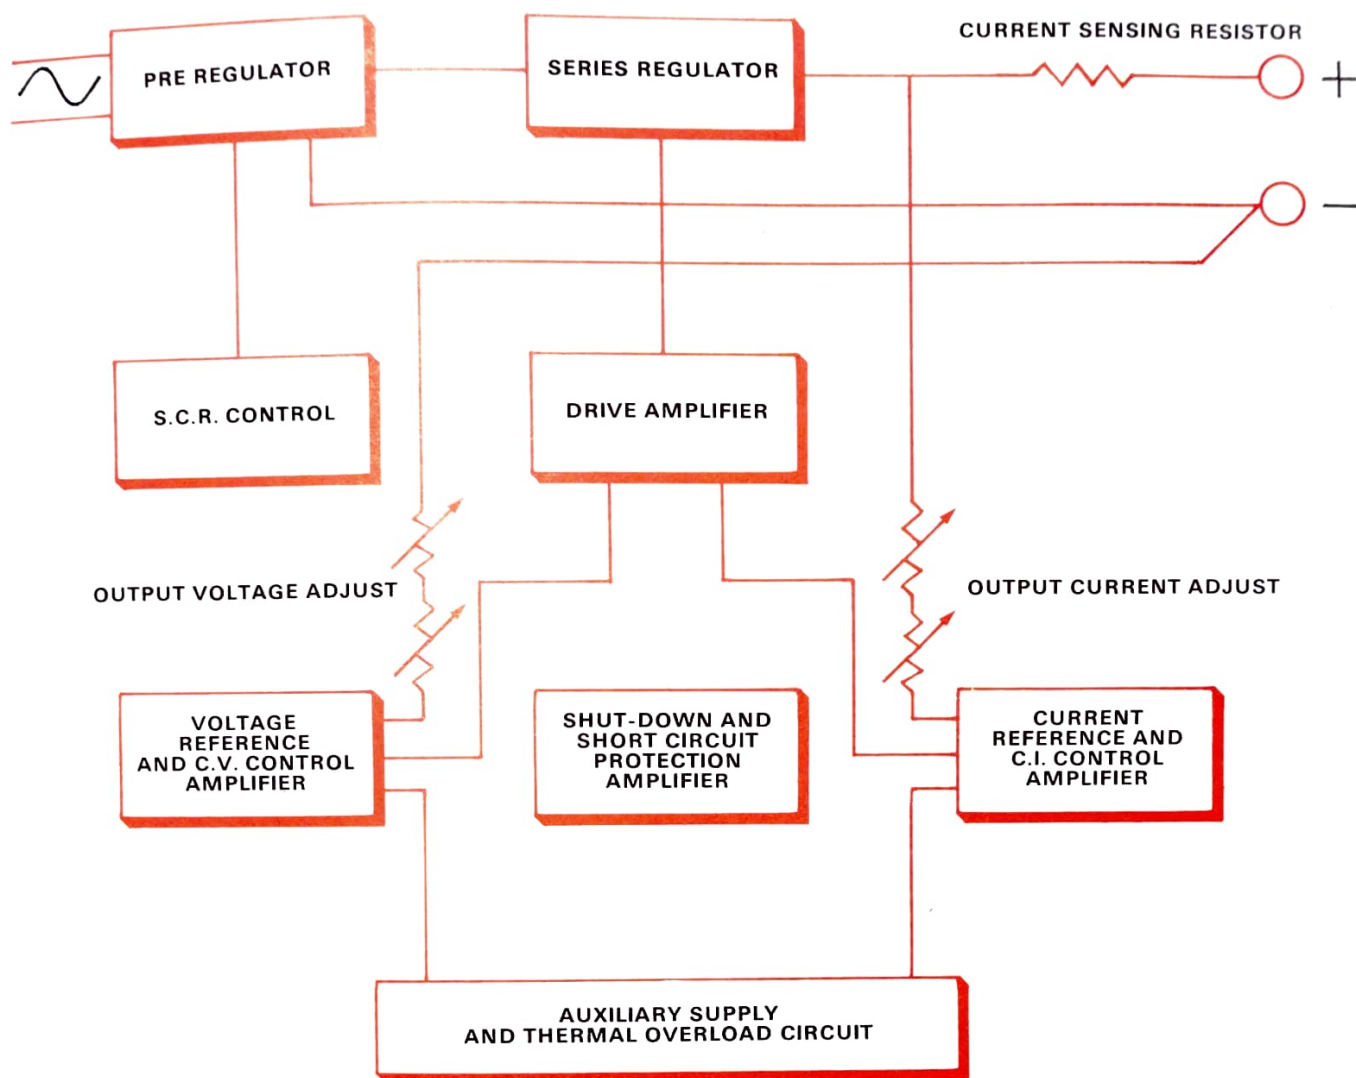 CURRENT SENSING RESISTOR
PRE REGULATOR
SERIES REGULATOR
+
−
S.C.R. CONTROL
DRIVE AMPLIFIER
OUTPUT VOLTAGE ADJUST
OUTPUT CURRENT ADJUST
VOLTAGE
REFERENCE
AND C.V. CONTROL
AMPLIFIER
SHUT-DOWN AND
SHORT CIRCUIT
PROTECTION
AMPLIFIER
CURRENT
REFERENCE AND
C.I. CONTROL
AMPLIFIER
AUXILIARY SUPPLY
AND THERMAL OVERLOAD CIRCUIT